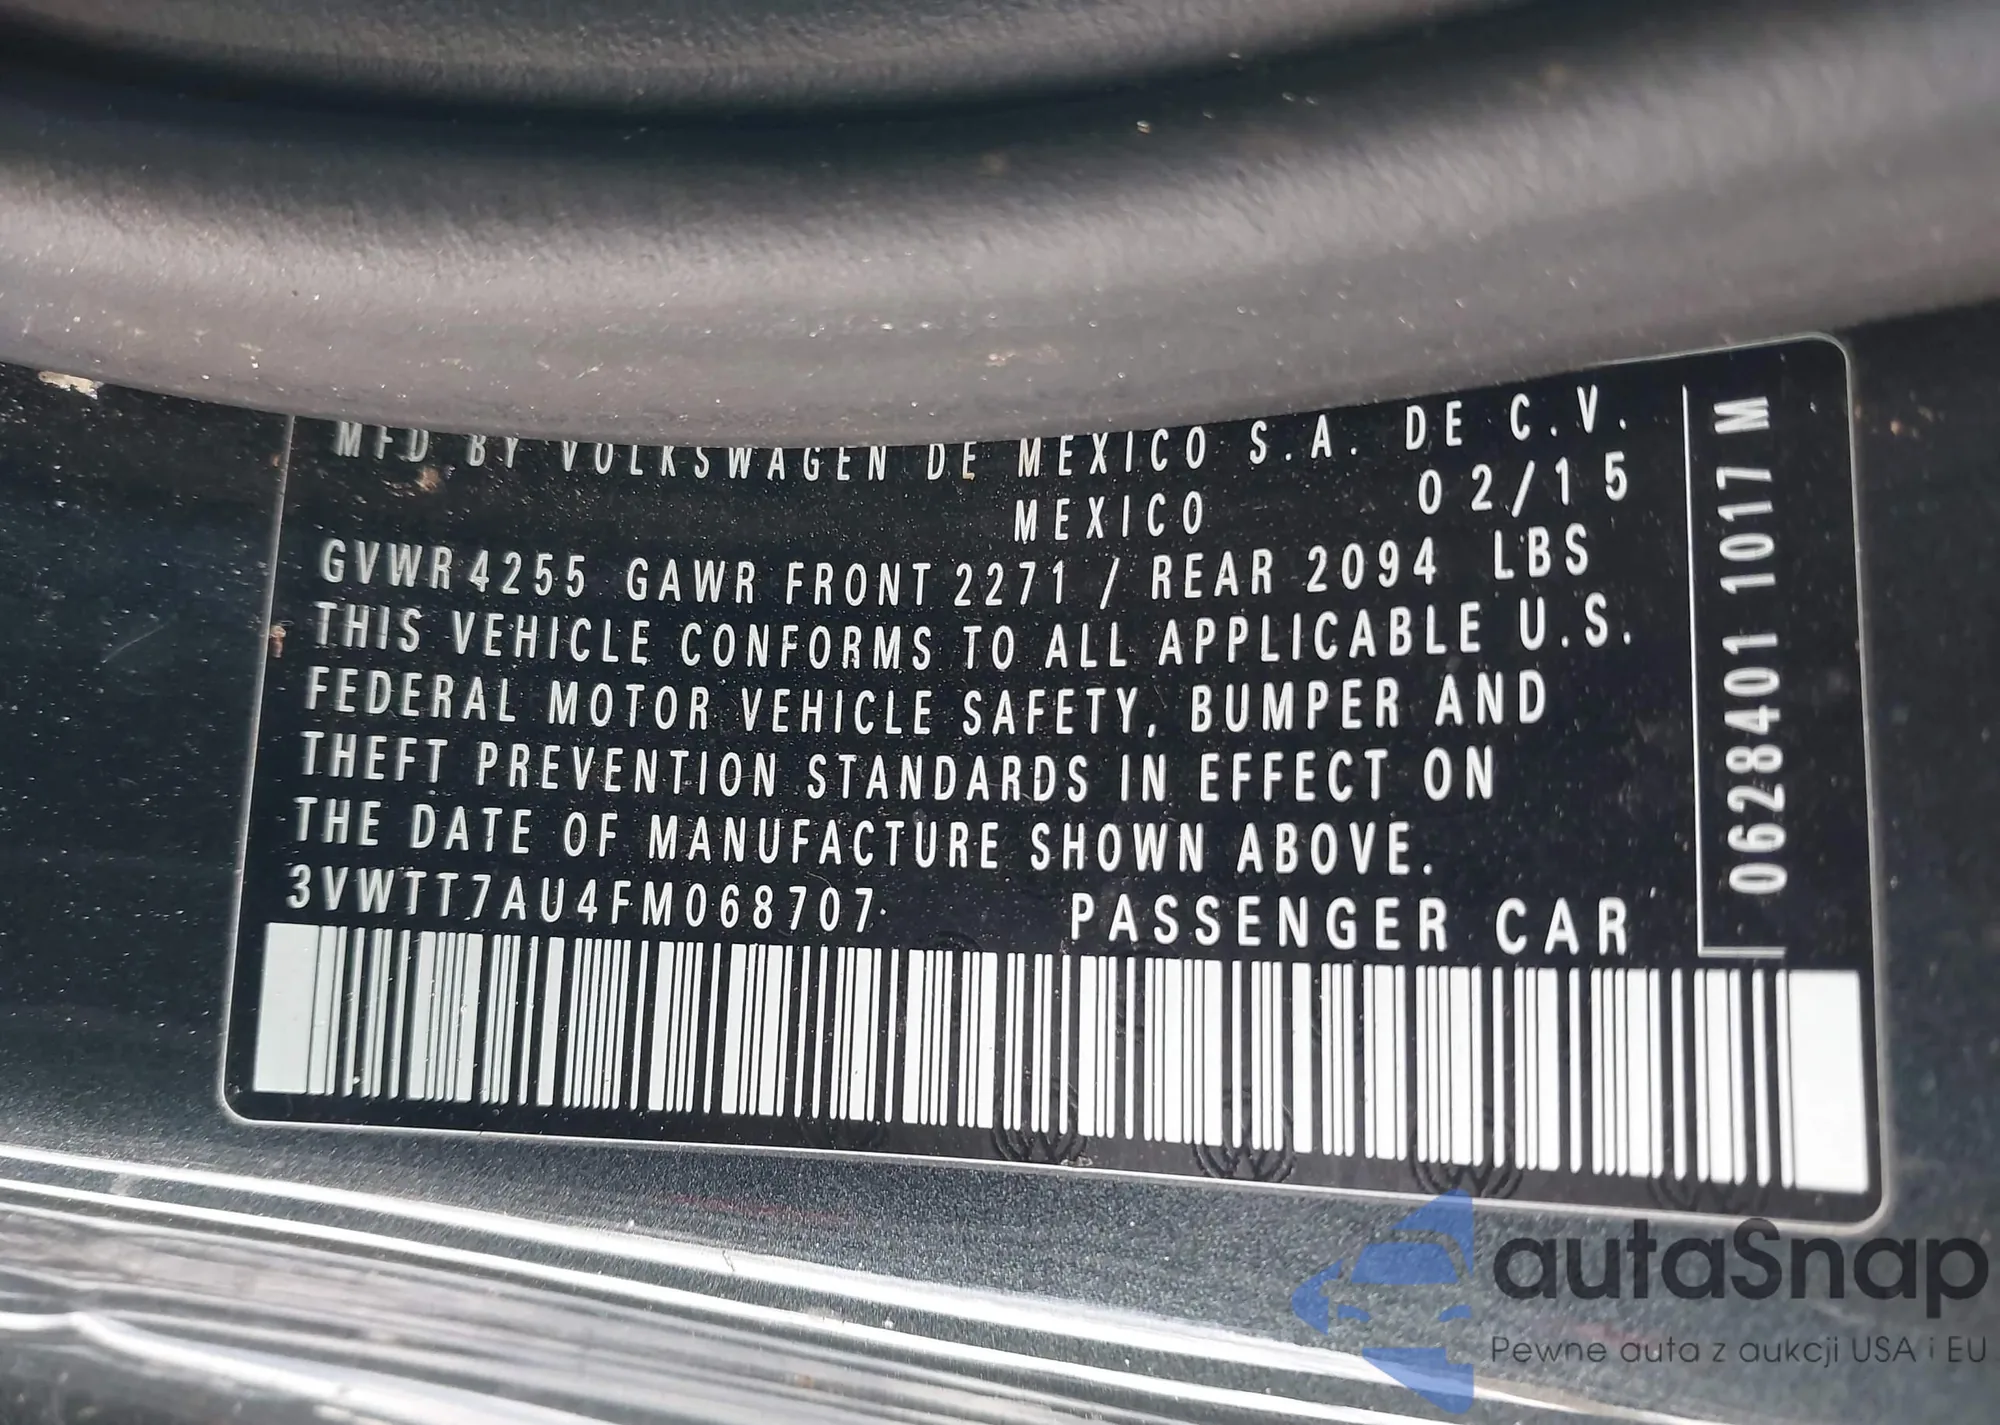 MFD BY VOLKSWAGEN DE MEXICO S.A. DE C.V.
MEXICO 02/15
GVWR 4255 GAWR FRONT 2271 / REAR 2094 LBS
THIS VEHICLE CONFORMS TO ALL APPLICABLE U.S.
FEDERAL MOTOR VEHICLE SAFETY, BUMPER AND
THEFT PREVENTION STANDARDS IN EFFECT ON
THE DATE OF MANUFACTURE SHOWN ABOVE.
3VWTT7AU4FM068707 PASSENGER CAR
0628401 1017 M
autaSnap
Pewne auta z aukcji USA i EU